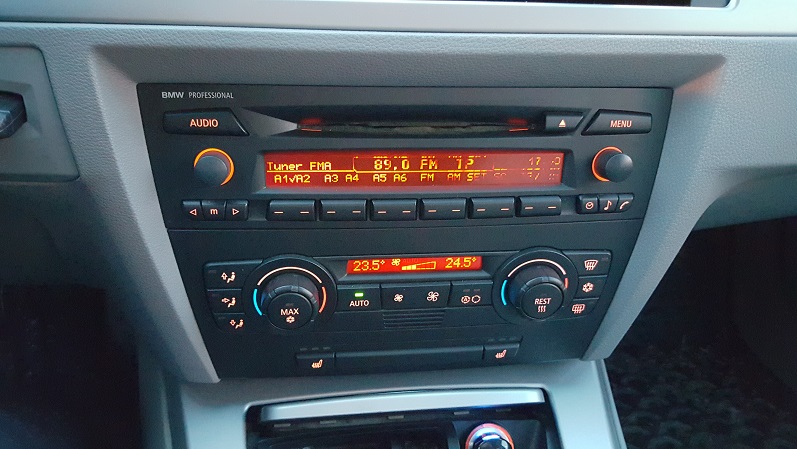 BMW PROFESSIONAL
AUDIO
MENU
Tuner FMA
89,0 FM
A1√A2 A3 A4 A5 A6 FM AM SET
m
23.5° 24.5°
AUTO
MAX
REST